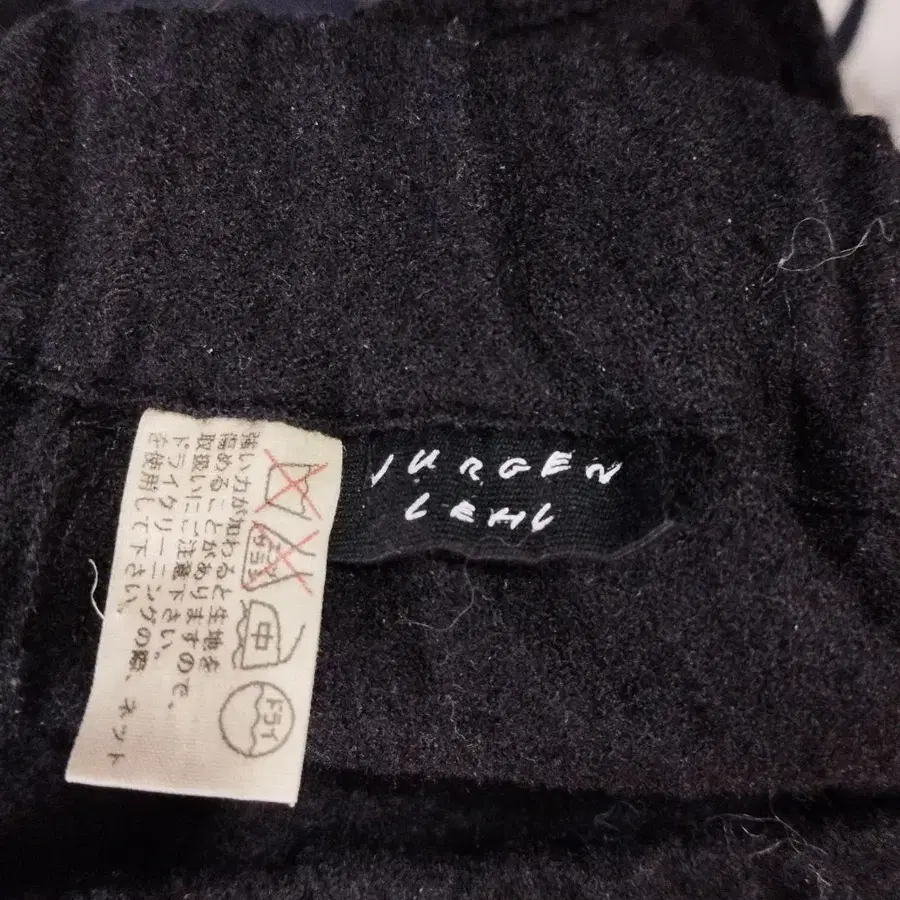 JURGEN
LEHL
強い力が加わると生地を
傷めることがありますので、
取扱いにご注意下さい。
ドライクリーニングの際、ネット
を使用して下さい。
中
ドライ